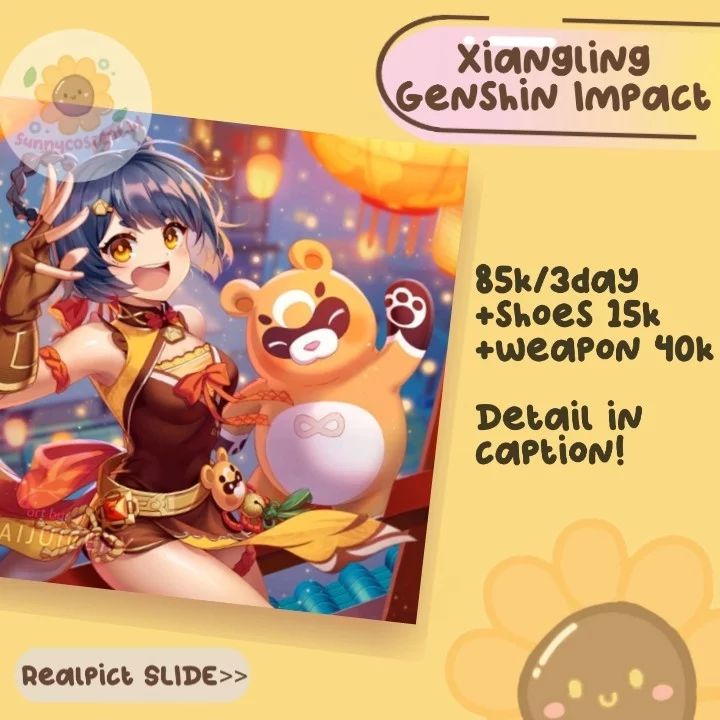 Xiangling
Genshin Impact
85k/3day
+Shoes 15k
+weapon 40k
Detail in
caption!
Realpict SLIDE>>